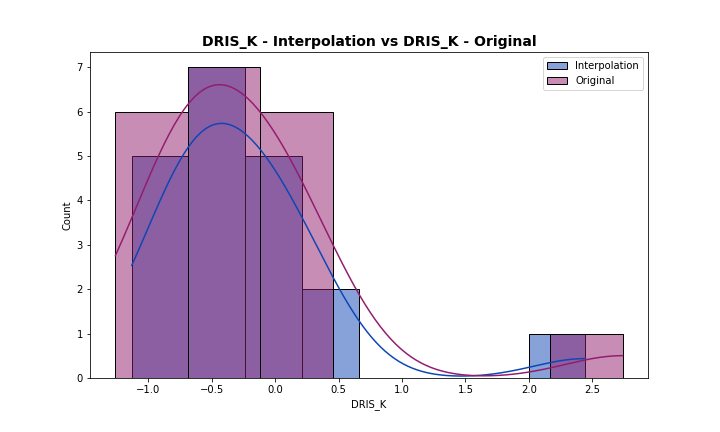 DRIS_K - Interpolation vs DRIS_K - Original
Interpolation
Original
7
6
5
4
3
2
1
0
Count
−1.0 −0.5 0.0 0.5 1.0 1.5 2.0 2.5
DRIS_K